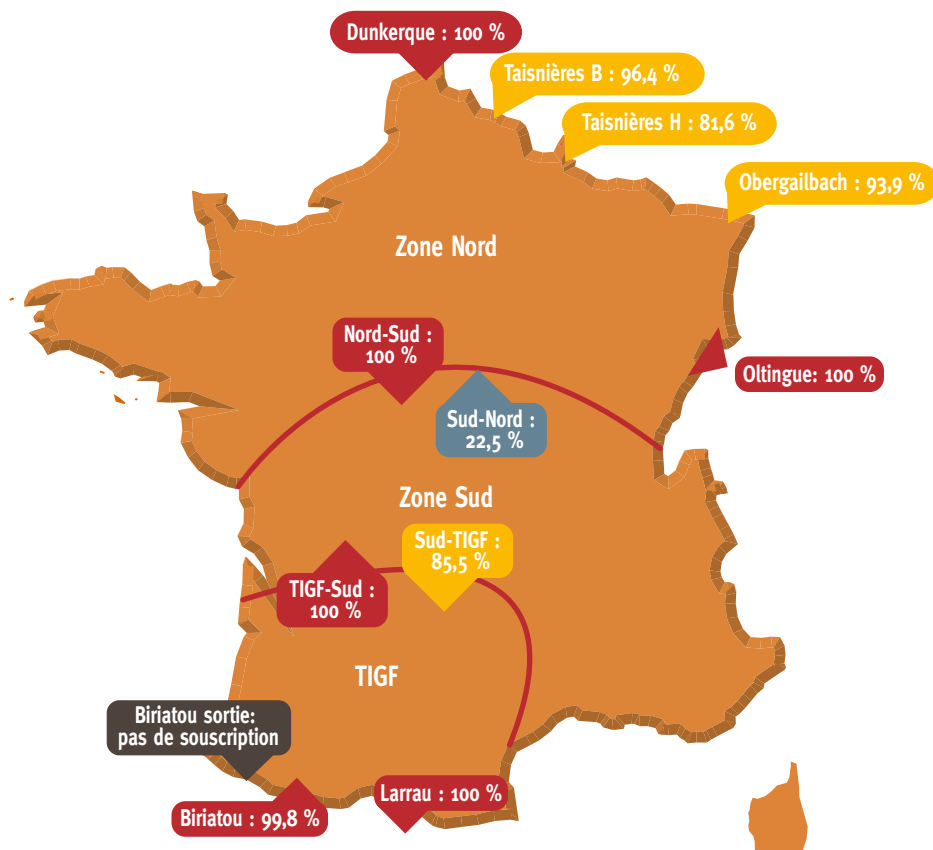 Dunkerque : 100 %
Taisnières B : 96,4 %
Taisnières H : 81,6 %
Obergailbach : 93,9 %
Zone Nord
Nord-Sud :
100 %
Oltingue: 100 %
Sud-Nord :
22,5 %
Zone Sud
Sud-TIGF :
85,5 %
TIGF-Sud :
100 %
TIGF
Biriatou sortie:
pas de souscription
Larrau : 100 %
Biriatou : 99,8 %